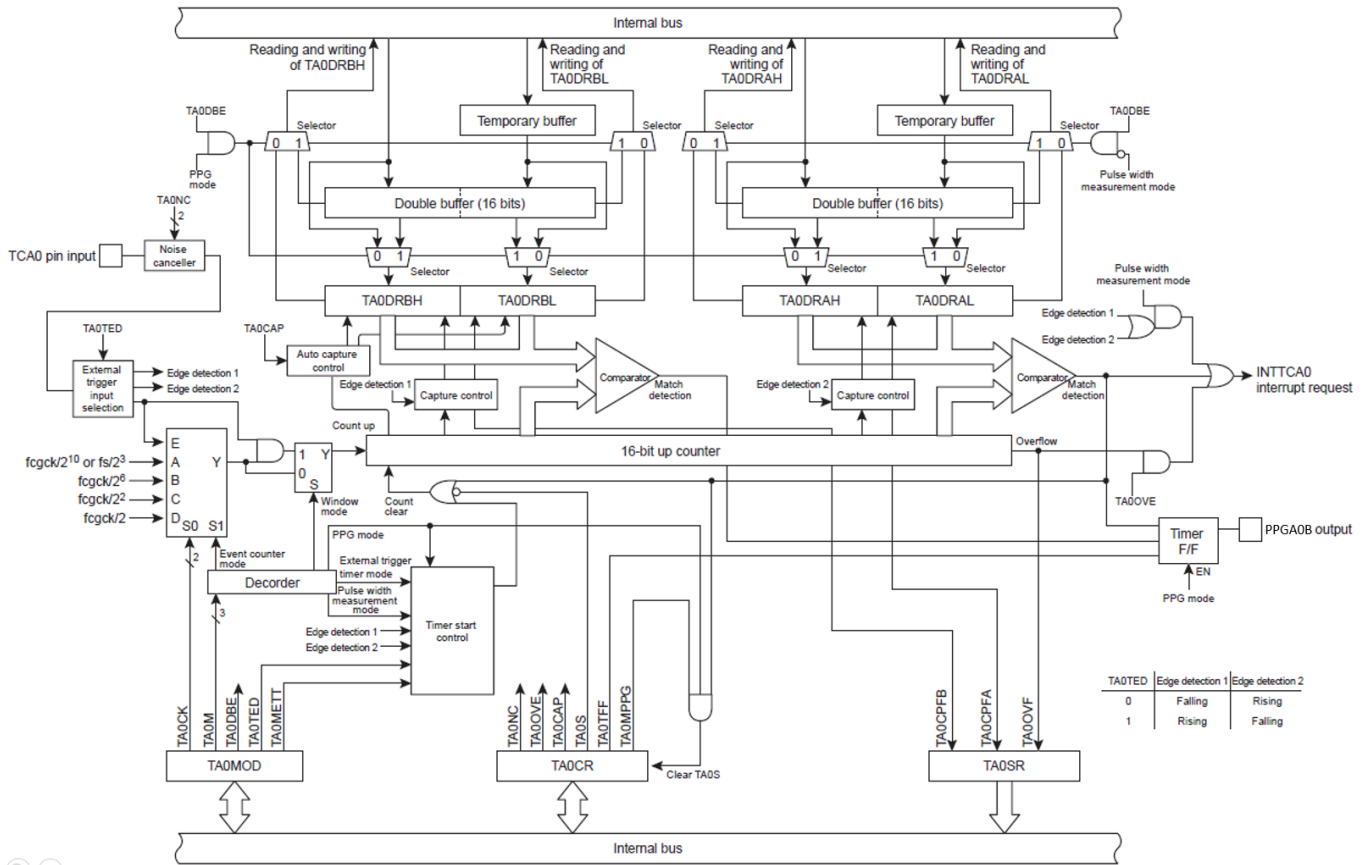 Internal bus
Reading and writing
of TA0DRBH
Reading and
writing of
TA0DRBL
Reading and
writing of
TA0DRAH
Reading and
writing of
TA0DRAL
TA0DBE
Selector
0 1
Temporary buffer
Selector
1 0
Selector
0 1
Temporary buffer
Selector
1 0
TA0DBE
PPG
mode
Pulse width
measurement mode
TA0NC
2
Double buffer (16 bits)
Double buffer (16 bits)
TCA0 pin input
Noise
canceller
0 1
Selector
1 0
Selector
0 1
Selector
1 0
Selector
TA0DRBH
TA0DRBL
TA0DRAH
TA0DRAL
Pulse width
measurement mode
Edge detection 1
Edge detection 2
TA0TED
TA0CAP
Auto capture
control
External
trigger
input
selection
Edge detection 1
Edge detection 2
Edge detection 1
Capture control
Comparator
Match
detection
Edge detection 2
Capture control
Comparator
Match
detection
INTTCA0
interrupt request
Count up
16-bit up counter
Overflow
TA0OVE
E
fcgck/2¹⁰ or fs/2³
A
Y
fcgck/2⁶
B
fcgck/2²
C
fcgck/2
D
S0 S1
1 Y
0
S
Window
mode
Count
clear
PPG mode
2
Event counter
mode
Decorder
3
External trigger
timer mode
Pulse width
measurement
mode
Edge detection 1
Edge detection 2
Timer start
control
Timer
F/F
PPGA0B output
EN
PPG mode
TA0CK
TA0M
TA0DBE
TA0TED
TA0METT
TA0MOD
TA0NC
TA0OVE
TA0CAP
TA0S
TA0TFF
TA0MPPG
TA0CR
Clear TA0S
TA0CPFB
TA0CPFA
TA0OVF
TA0SR
TA0TED Edge detection 1 Edge detection 2
0 Falling Rising
1 Rising Falling
Internal bus